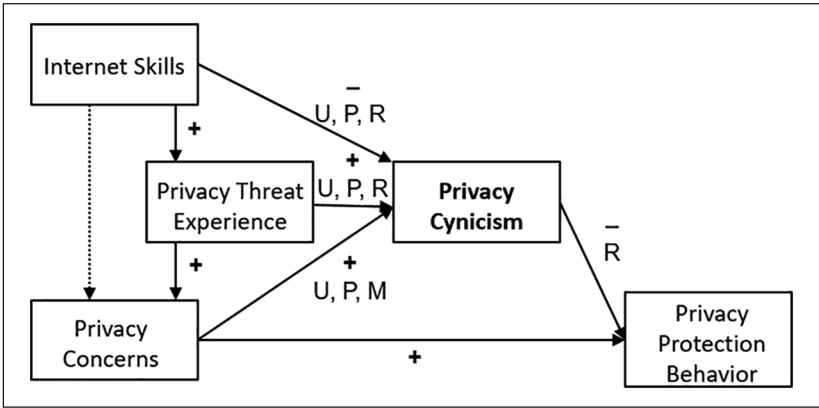 Internet Skills
–
U, P, R
+
+
U, P, R
Privacy Threat
Experience
Privacy
Cynicism
–
R
+
+
U, P, M
Privacy
Concerns
+
Privacy
Protection
Behavior